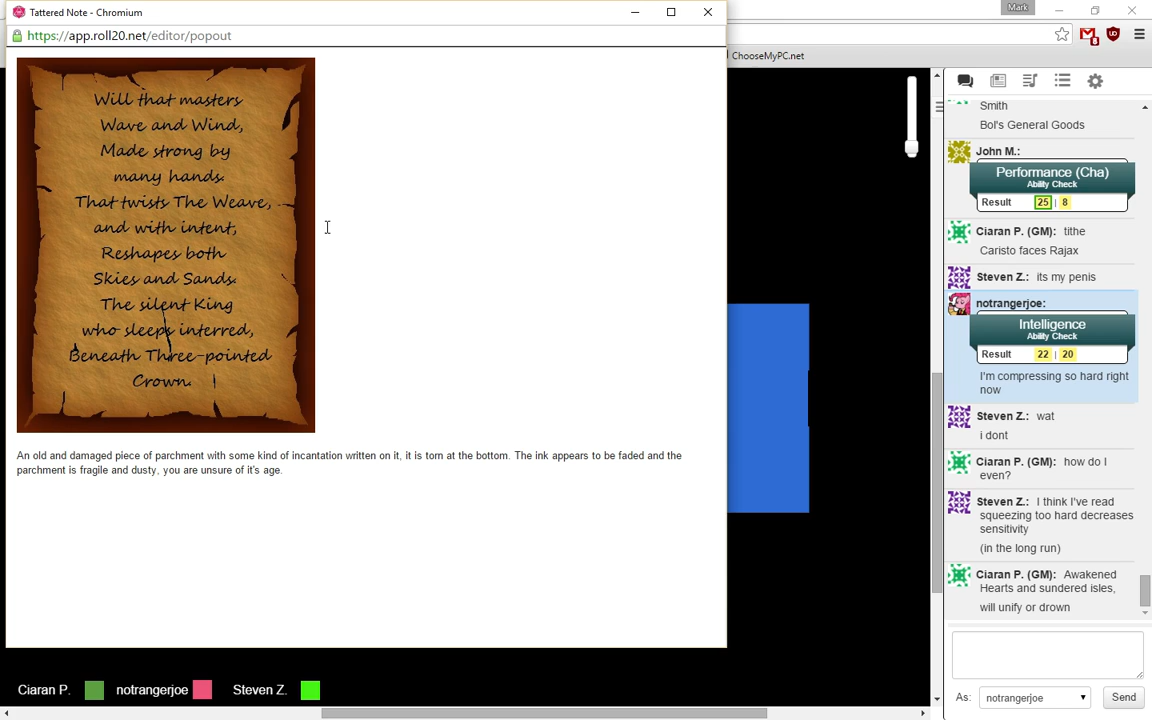 Tattered Note - Chromium
Mark
https://app.roll20.net/editor/popout
ChooseMyPC.net
Will that masters
Wave and Wind,
Made strong by
many hands.
That twists The Weave,
and with intent,
Reshapes both
Skies and Sands.
The silent King
who sleeps interred,
Beneath Three-pointed
Crown.
An old and damaged piece of parchment with some kind of incantation written on it, it is torn at the bottom. The ink appears to be faded and the
parchment is fragile and dusty, you are unsure of it's age.
Smith
Bol's General Goods
John M.:
Performance (Cha)
Ability Check
Result 25 | 8
Ciaran P. (GM): tithe
Caristo faces Rajax
Steven Z.: its my penis
notrangerjoe:
Intelligence
Ability Check
Result 22 | 20
I'm compressing so hard right
now
Steven Z.: wat
i dont
Ciaran P. (GM): how do I
even?
Steven Z.: I think I've read
squeezing too hard decreases
sensitivity
(in the long run)
Ciaran P. (GM): Awakened
Hearts and sundered isles,
will unify or drown
As: notrangerjoe Send
Ciaran P. notrangerjoe Steven Z.